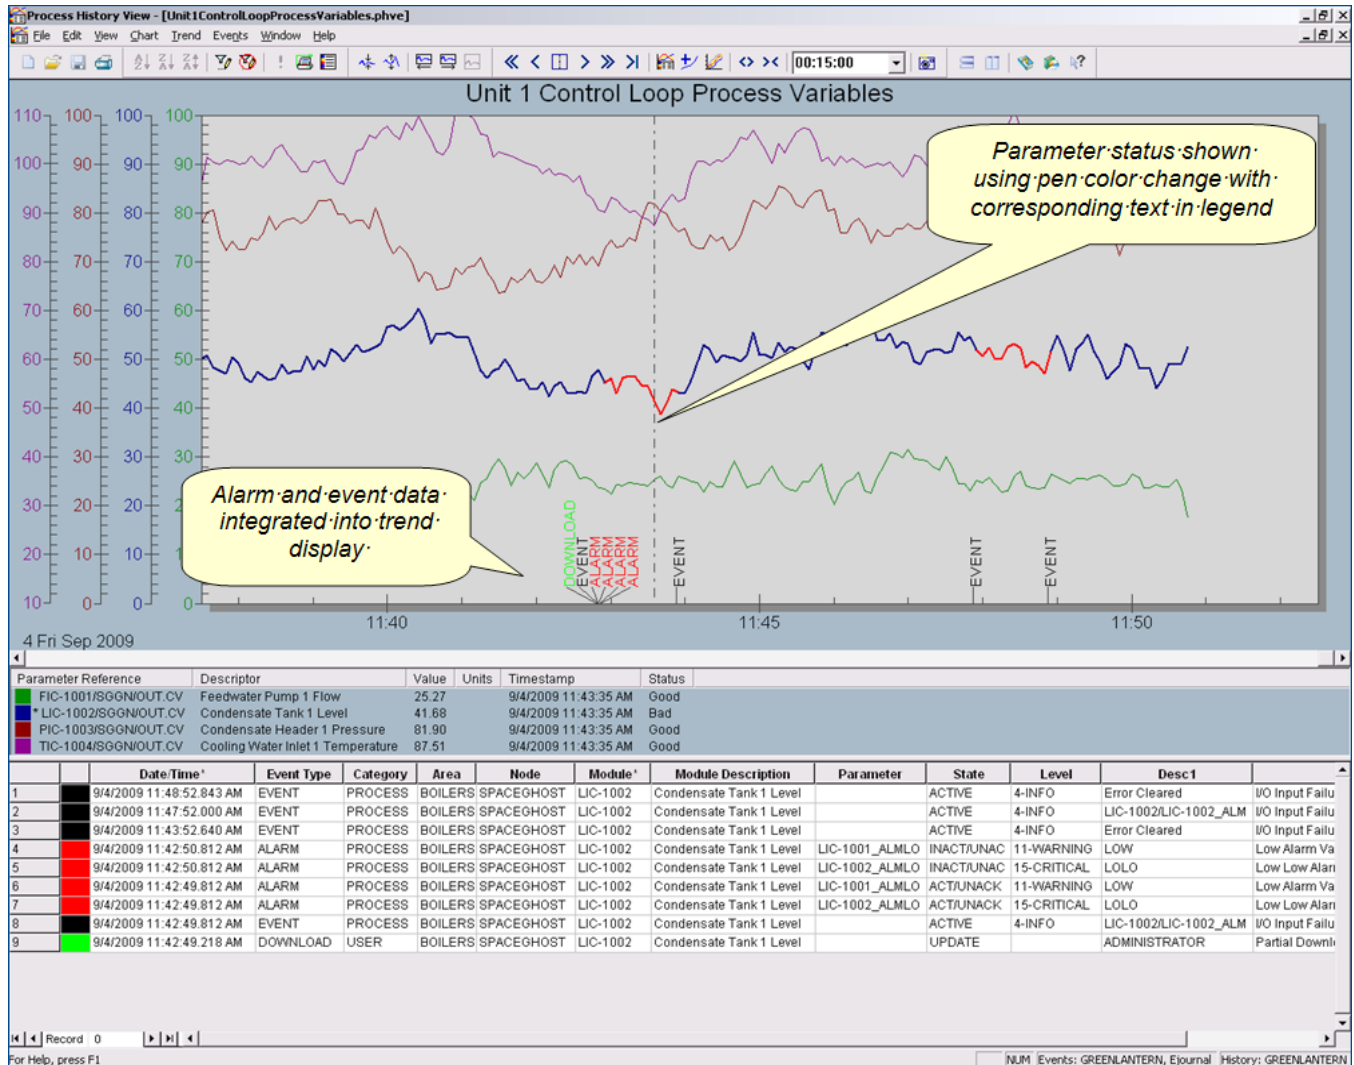 Process History View - [Unit1ControlLoopProcessVariables.phve]
File Edit View Chart Trend Events Window Help
00:15:00
Unit 1 Control Loop Process Variables
110 100 100 100
100 90 90 90
90 80 80 80
80 70 70 70
70 60 60 60
60 50 50 50
50 40 40 40
40 30 30 30
30 20 20
20 10 10
10 0 0 0
Parameter status shown
using pen color change with
corresponding text in legend
Alarm and event data
integrated into trend
display
DOWNLOAD
EVENT
ALARM
ALARM
ALARM
ALARM
EVENT
EVENT
EVENT
11:40 11:45 11:50
4 Fri Sep 2009
Parameter Reference Descriptor Value Units Timestamp Status
FIC-1001/SGGN/OUT.CV Feedwater Pump 1 Flow 25.27 9/4/2009 11:43:35 AM Good
* LIC-1002/SGGN/OUT.CV Condensate Tank 1 Level 41.68 9/4/2009 11:43:35 AM Bad
PIC-1003/SGGN/OUT.CV Condensate Header 1 Pressure 81.90 9/4/2009 11:43:35 AM Good
TIC-1004/SGGN/OUT.CV Cooling Water Inlet 1 Temperature 87.51 9/4/2009 11:43:35 AM Good
Date/Time* Event Type Category Area Node Module* Module Description Parameter State Level Desc1
1 9/4/2009 11:48:52.843 AM EVENT PROCESS BOILERS SPACEGHOST LIC-1002 Condensate Tank 1 Level ACTIVE 4-INFO Error Cleared I/O Input Failu
2 9/4/2009 11:47:52.000 AM EVENT PROCESS BOILERS SPACEGHOST LIC-1002 Condensate Tank 1 Level ACTIVE 4-INFO LIC-1002/LIC-1002_ALM I/O Input Failu
3 9/4/2009 11:43:52.640 AM EVENT PROCESS BOILERS SPACEGHOST LIC-1002 Condensate Tank 1 Level ACTIVE 4-INFO Error Cleared I/O Input Failu
4 9/4/2009 11:42:50.812 AM ALARM PROCESS BOILERS SPACEGHOST LIC-1002 Condensate Tank 1 Level LIC-1001_ALMLO INACT/UNAC 11-WARNING LOW Low Alarm Va
5 9/4/2009 11:42:50.812 AM ALARM PROCESS BOILERS SPACEGHOST LIC-1002 Condensate Tank 1 Level LIC-1002_ALMLO INACT/UNAC 15-CRITICAL LOLO Low Low Alarr
6 9/4/2009 11:42:49.812 AM ALARM PROCESS BOILERS SPACEGHOST LIC-1002 Condensate Tank 1 Level LIC-1001_ALMLO ACT/UNACK 11-WARNING LOW Low Alarm Va
7 9/4/2009 11:42:49.812 AM ALARM PROCESS BOILERS SPACEGHOST LIC-1002 Condensate Tank 1 Level LIC-1002_ALMLO ACT/UNACK 15-CRITICAL LOLO Low Low Alarr
8 9/4/2009 11:42:49.812 AM EVENT PROCESS BOILERS SPACEGHOST LIC-1002 Condensate Tank 1 Level ACTIVE 4-INFO LIC-1002/LIC-1002_ALM I/O Input Failu
9 9/4/2009 11:42:49.218 AM DOWNLOAD USER BOILERS SPACEGHOST LIC-1002 Condensate Tank 1 Level UPDATE ADMINISTRATOR Partial Downl
Record 0
For Help, press F1 NUM Events: GREENLANTERN, Ejournal History: GREENLANTERN